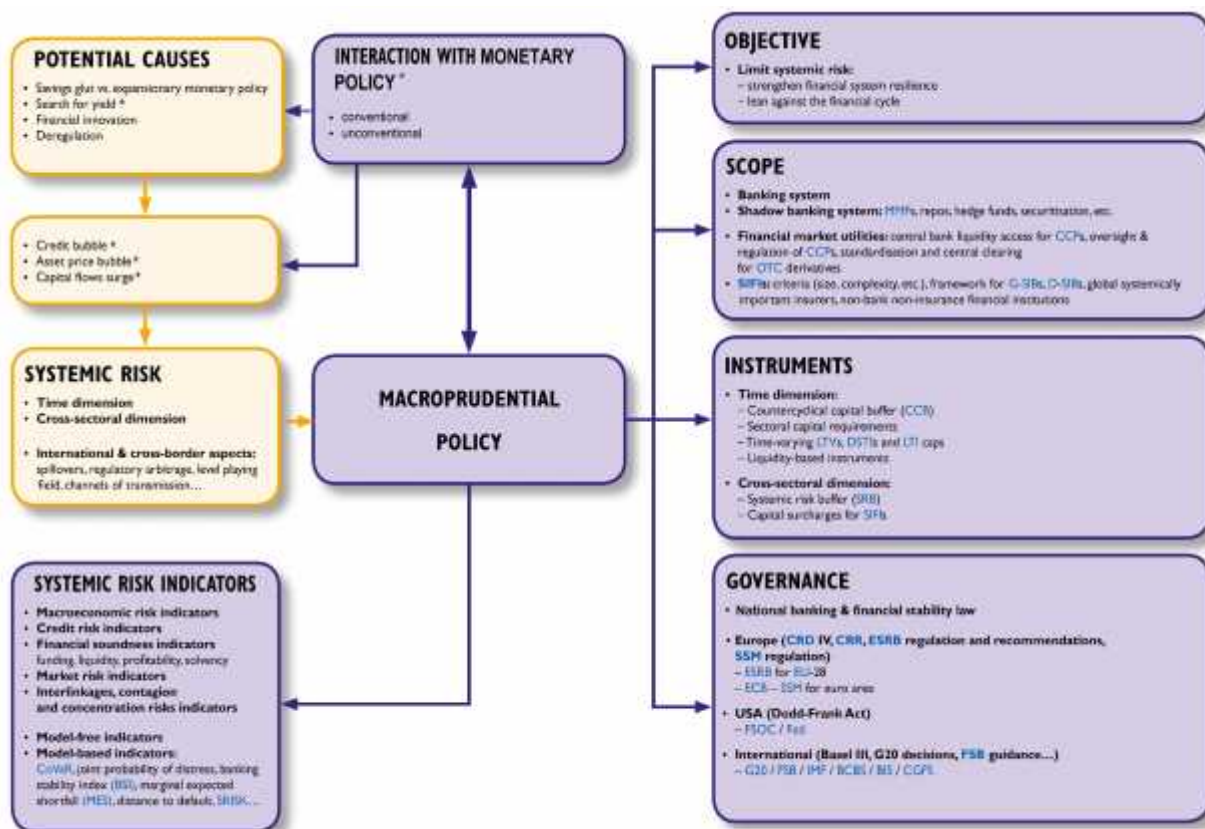 POTENTIAL CAUSES
• Savings glut vs. expansionary monetary policy
• Search for yield *
• Financial innovation
• Deregulation
INTERACTION WITH MONETARY
POLICY *
• conventional
• unconventional
• Credit bubble *
• Asset price bubble *
• Capital flows surge *
SYSTEMIC RISK
• Time dimension
• Cross-sectoral dimension
• International & cross-border aspects:
spillovers, regulatory arbitrage, level playing
field, channels of transmission…
MACROPRUDENTIAL
POLICY
SYSTEMIC RISK INDICATORS
• Macroeconomic risk indicators
• Credit risk indicators
• Financial soundness indicators
funding, liquidity, profitability, solvency
• Market risk indicators
• Interlinkages, contagion
and concentration risks indicators
• Model-free indicators
• Model-based indicators:
CoVaR, joint probability of distress, banking
stability index (BSI), marginal expected
shortfall (MES), distance to default, SRISK…
OBJECTIVE
• Limit systemic risk:
– strengthen financial system resilience
– lean against the financial cycle
SCOPE
• Banking system
• Shadow banking system: MMFs, repos, hedge funds, securitisation, etc.
• Financial market utilities: central bank liquidity access for CCPs, oversight &
regulation of CCPs, standardisation and central clearing
for OTC derivatives
• SIFIs: criteria (size, complexity, etc.), framework for G-SIBs, D-SIBs, global systemically
important insurers, non-bank non-insurance financial institutions
INSTRUMENTS
• Time dimension:
– Countercyclical capital buffer (CCB)
– Sectoral capital requirements
– Time-varying LTVs, DSTIs and LTI caps
– Liquidity-based instruments
• Cross-sectoral dimension:
– Systemic risk buffer (SRB)
– Capital surcharges for SIFIs
GOVERNANCE
• National banking & financial stability law
• Europe (CRD IV, CRR, ESRB regulation and recommendations,
SSM regulation)
– ESRB for EU-28
– ECB – SSM for euro area
• USA (Dodd-Frank Act)
– FSOC / Fed
• International (Basel III, G20 decisions, FSB guidance…)
– G20 / FSB / IMF / BCBS / BIS / CGFS